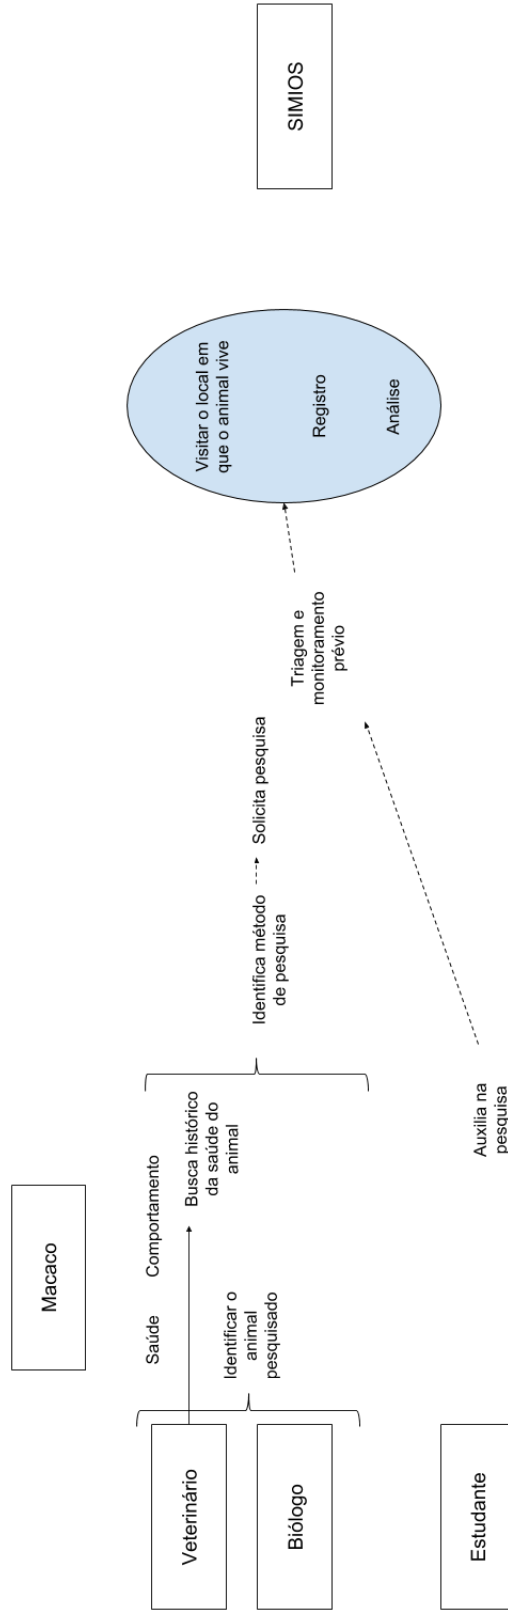 Macaco
Veterinário
Biólogo
Estudante
Saúde
Comportamento
Identificar o
animal
pesquisado
Busca histórico
da saúde do
animal
Auxilia na
pesquisa
Identifica método
de pesquisa
Solicita pesquisa
Triagem e
monitoramento
prévio
Visitar o local em
que o animal vive
Registro
Análise
SIMIOS